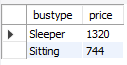 bustype price
Sleeper 1320
Sitting 744